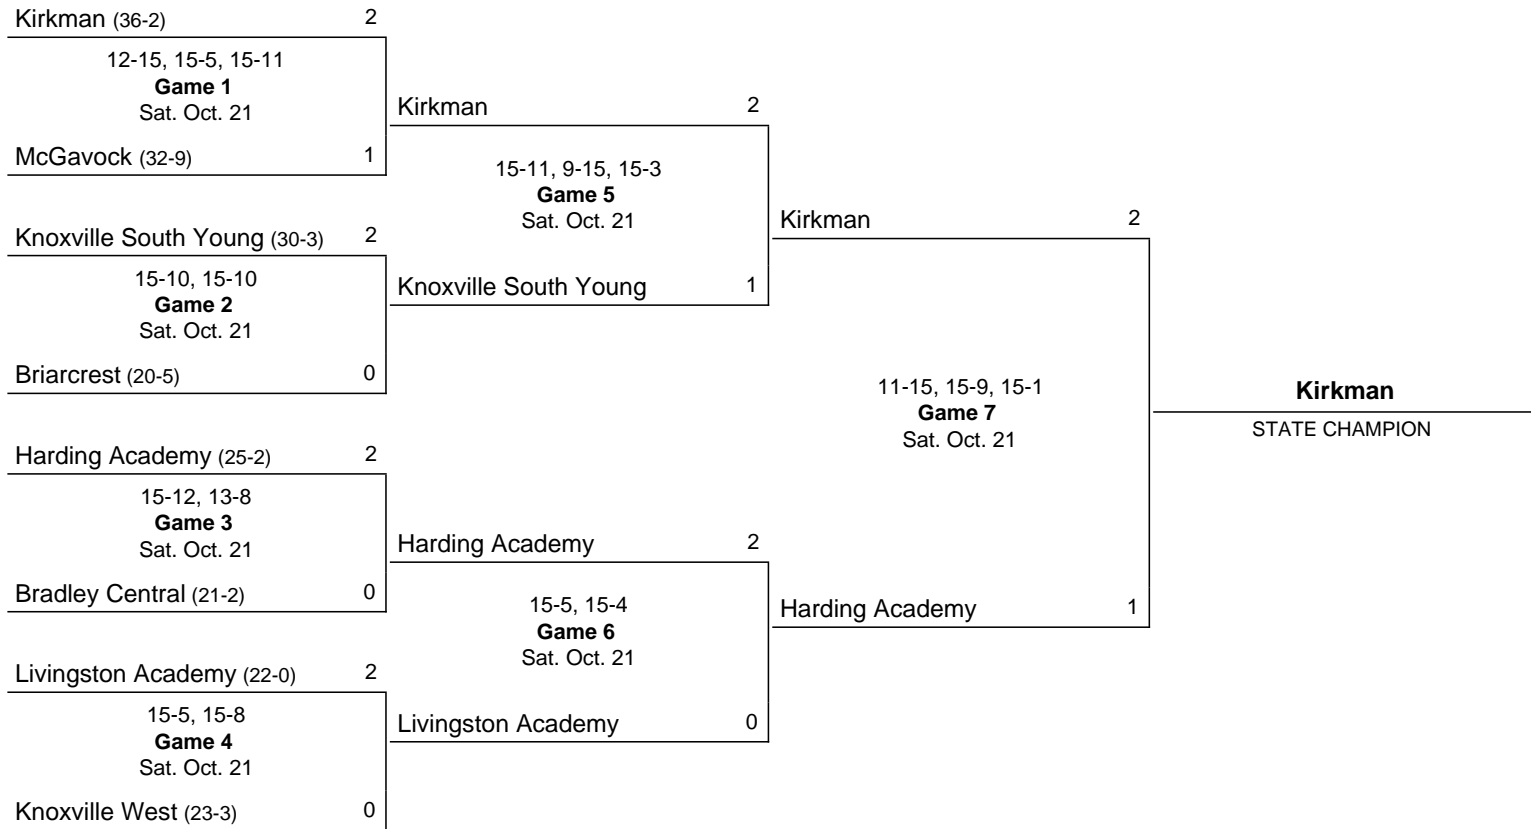 Kirkman (36-2) 2
12-15, 15-5, 15-11
Game 1
Sat. Oct. 21
McGavock (32-9) 1
Knoxville South Young (30-3) 2
15-10, 15-10
Game 2
Sat. Oct. 21
Briarcrest (20-5) 0
Harding Academy (25-2) 2
15-12, 13-8
Game 3
Sat. Oct. 21
Bradley Central (21-2) 0
Livingston Academy (22-0) 2
15-5, 15-8
Game 4
Sat. Oct. 21
Knoxville West (23-3) 0
Kirkman 2
15-11, 9-15, 15-3
Game 5
Sat. Oct. 21
Knoxville South Young 1
Harding Academy 2
15-5, 15-4
Game 6
Sat. Oct. 21
Livingston Academy 0
Kirkman 2
11-15, 15-9, 15-1
Game 7
Sat. Oct. 21
Harding Academy 1
Kirkman
STATE CHAMPION